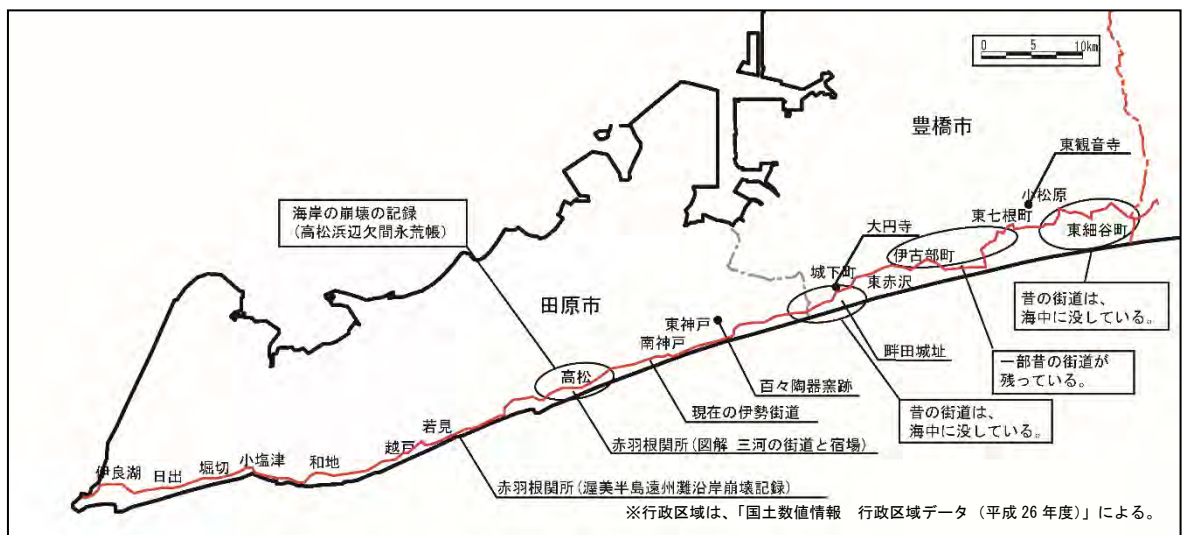 0 5 10km
豊橋市
東観音寺
小松原
海岸の崩壊の記録
(高松浜辺欠間永荒帳)
東七根町
大円寺
東細谷町
伊古部町
城下町
東赤沢
田原市
昔の街道は、
海中に没している。
東神戸
南神戸
畔田城址
一部昔の街道が
残っている。
高松
百々陶器窯跡
現在の伊勢街道
昔の街道は、
海中に没している。
若見
赤羽根関所(図解 三河の街道と宿場)
越戸
和地
小塩津
堀切
日出
伊良湖
赤羽根関所(渥美半島遠州灘沿岸崩壊記録)
※行政区域は、「国土数値情報 行政区域データ(平成26年度)」による。